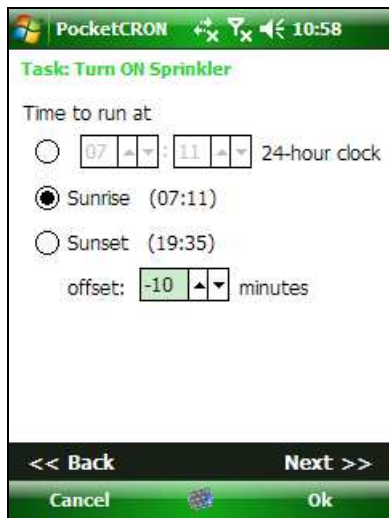 PocketCRON 10:58
Task: Turn ON Sprinkler
Time to run at
07 : 11 24-hour clock
Sunrise (07:11)
Sunset (19:35)
offset: -10 minutes
<< Back Next >>
Cancel Ok